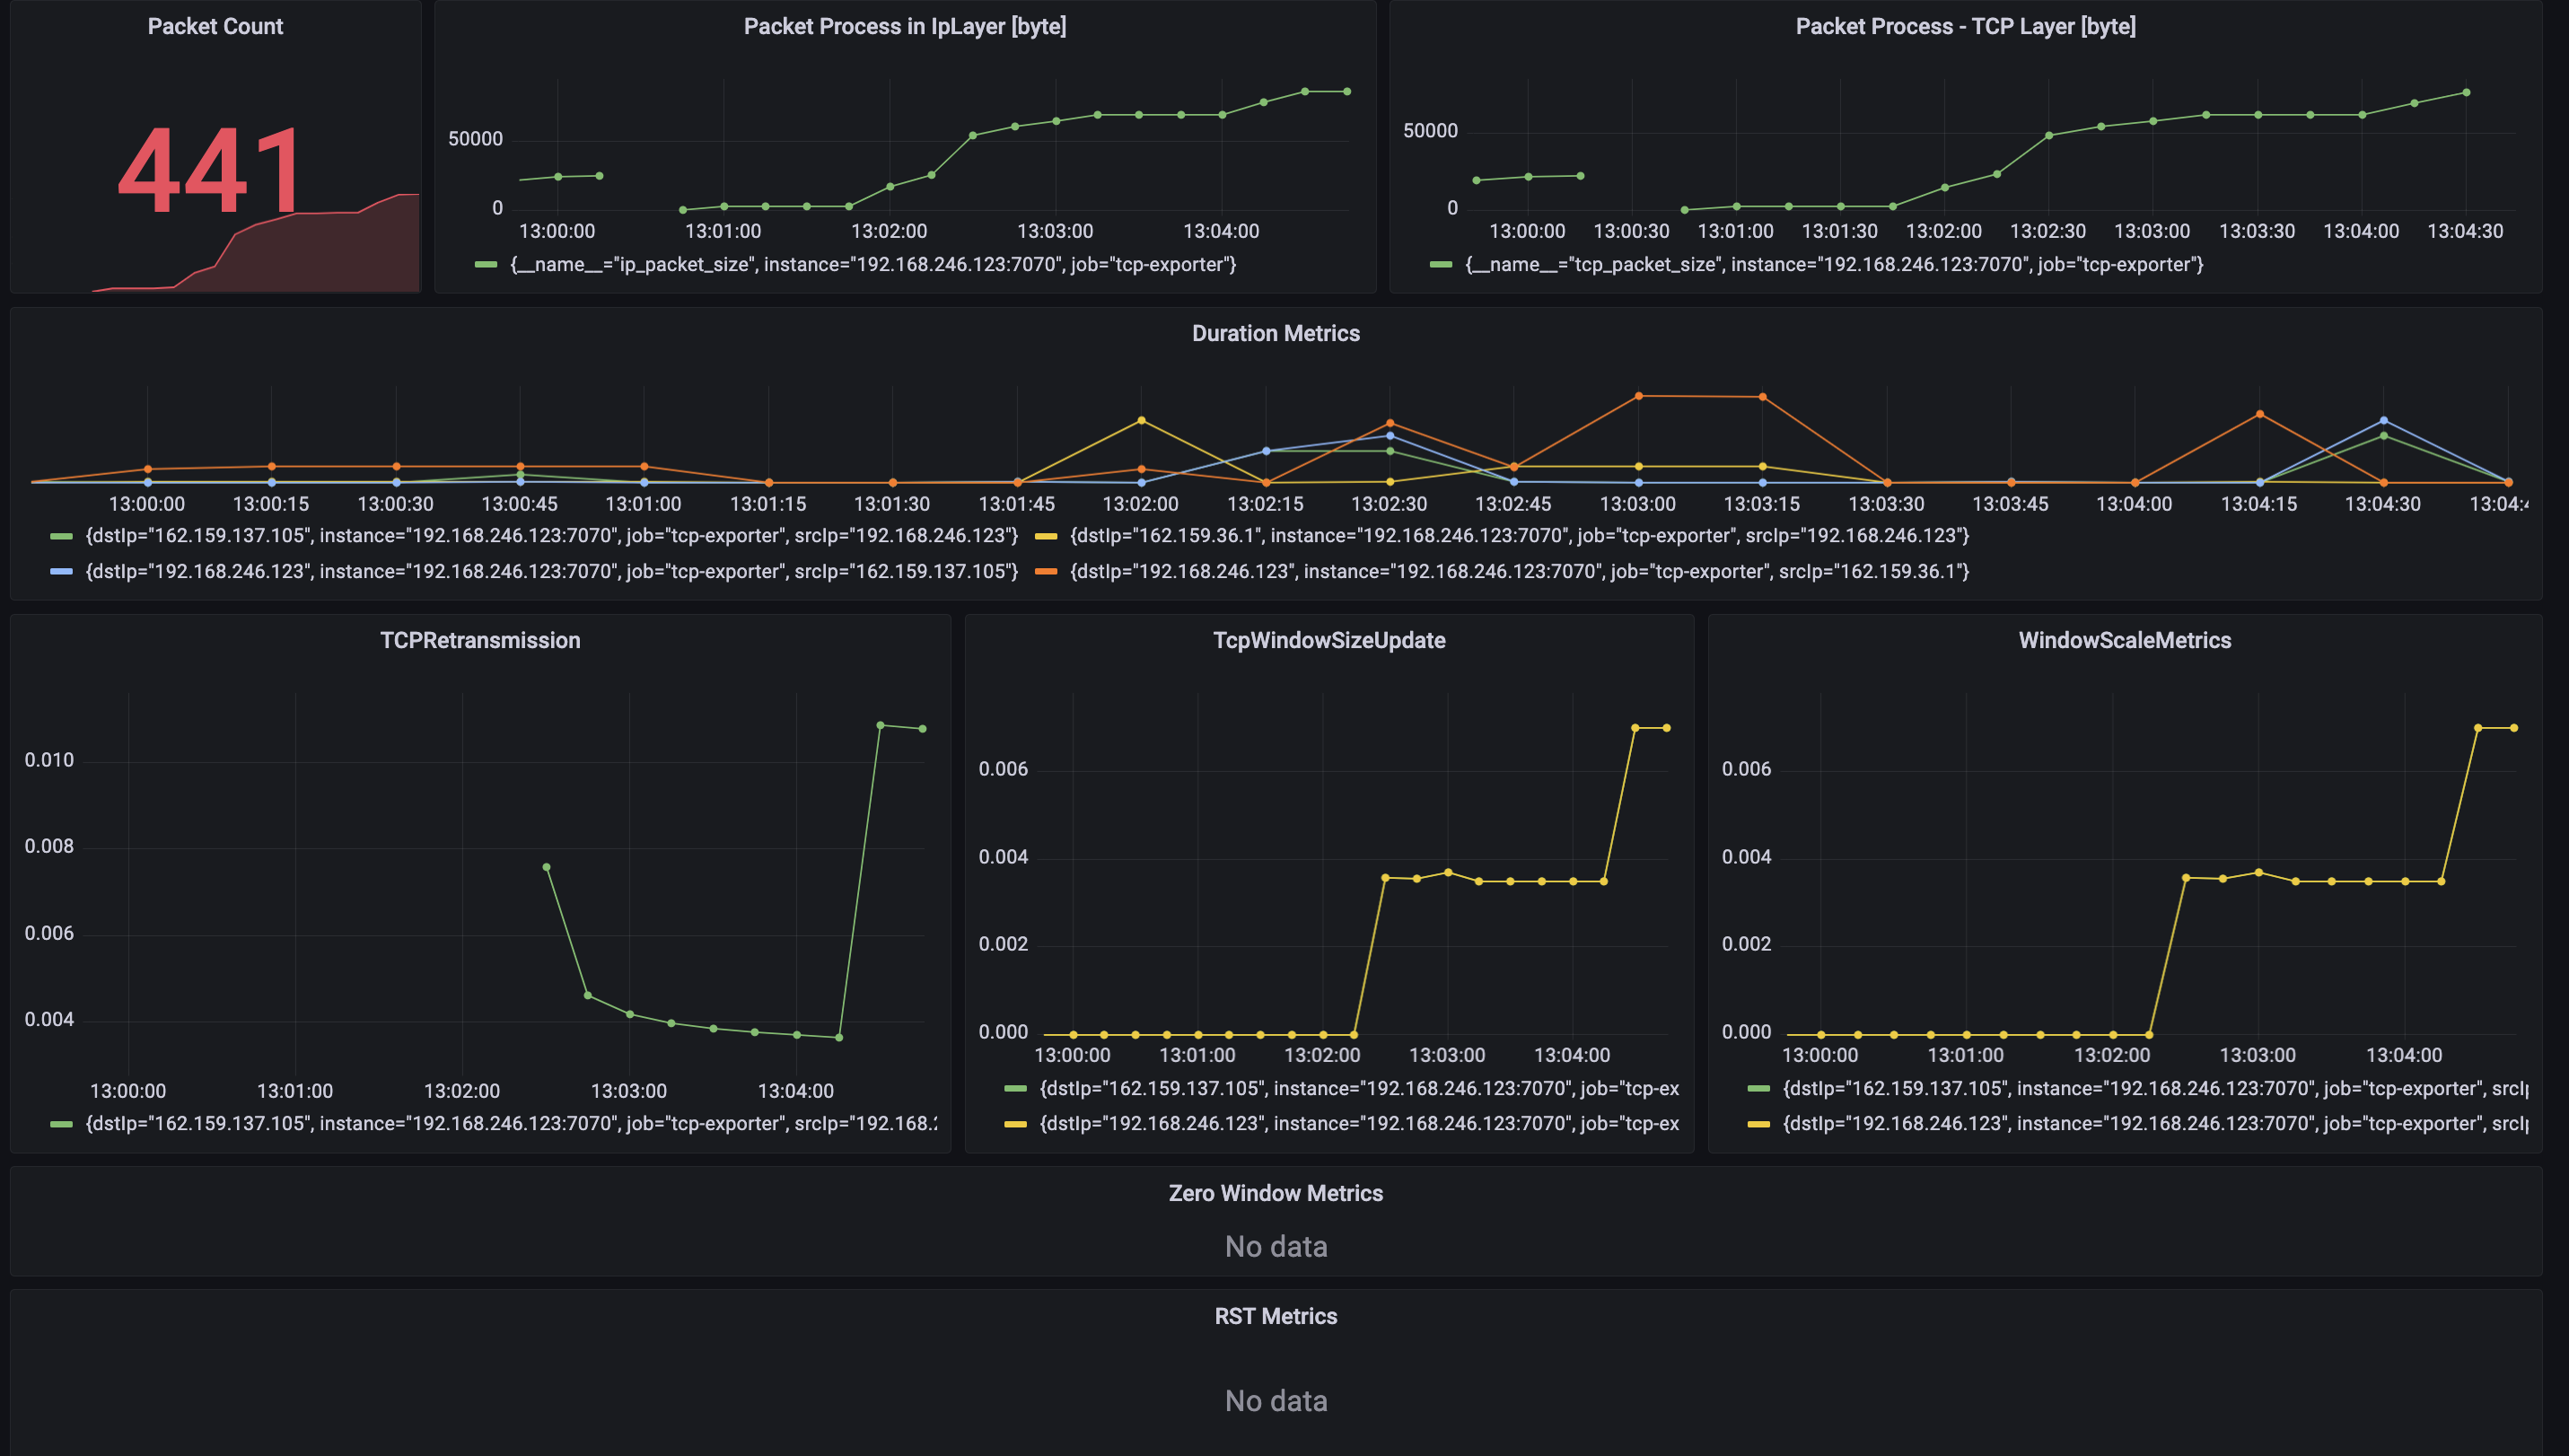 Packet Count
441
Packet Process in IpLayer [byte]
50000
0
13:00:00 13:01:00 13:02:00 13:03:00 13:04:00
{__name__="ip_packet_size", instance="192.168.246.123:7070", job="tcp-exporter"}
Packet Process - TCP Layer [byte]
50000
0
13:00:00 13:00:30 13:01:00 13:01:30 13:02:00 13:02:30 13:03:00 13:03:30 13:04:00 13:04:30
{__name__="tcp_packet_size", instance="192.168.246.123:7070", job="tcp-exporter"}
Duration Metrics
13:00:00 13:00:15 13:00:30 13:00:45 13:01:00 13:01:15 13:01:30 13:01:45 13:02:00 13:02:15 13:02:30 13:02:45 13:03:00 13:03:15 13:03:30 13:03:45 13:04:00 13:04:15 13:04:30 13:04:4
{dstIp="162.159.137.105", instance="192.168.246.123:7070", job="tcp-exporter", srcIp="192.168.246.123"} {dstIp="162.159.36.1", instance="192.168.246.123:7070", job="tcp-exporter", srcIp="192.168.246.123"}
{dstIp="192.168.246.123", instance="192.168.246.123:7070", job="tcp-exporter", srcIp="162.159.137.105"} {dstIp="192.168.246.123", instance="192.168.246.123:7070", job="tcp-exporter", srcIp="162.159.36.1"}
TCPRetransmission
0.010
0.008
0.006
0.004
13:00:00 13:01:00 13:02:00 13:03:00 13:04:00
{dstIp="162.159.137.105", instance="192.168.246.123:7070", job="tcp-exporter", srcIp="192.168.2
TcpWindowSizeUpdate
0.006
0.004
0.002
0.000
13:00:00 13:01:00 13:02:00 13:03:00 13:04:00
{dstIp="162.159.137.105", instance="192.168.246.123:7070", job="tcp-ex
{dstIp="192.168.246.123", instance="192.168.246.123:7070", job="tcp-ex
WindowScaleMetrics
0.006
0.004
0.002
0.000
13:00:00 13:01:00 13:02:00 13:03:00 13:04:00
{dstIp="162.159.137.105", instance="192.168.246.123:7070", job="tcp-exporter", srcIp
{dstIp="192.168.246.123", instance="192.168.246.123:7070", job="tcp-exporter", srcIp
Zero Window Metrics
No data
RST Metrics
No data